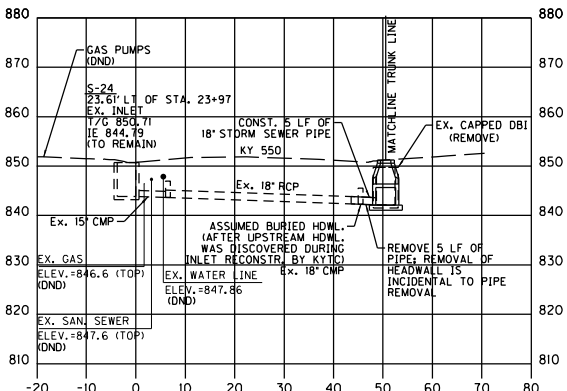 880
880
GAS PUMPS
(DND)
870
870
S-24
23.61' LT OF STA. 23+97
EX. INLET
T/G 850.71
IE 844.79
(TO REMAIN)
860
860
CONST. 5 LF OF
18" STORM SEWER PIPE
MATCHLINE TRUNK LINE
EX. CAPPED DBI
(REMOVE)
KY 550
850
850
Ex. 18" RCP
840
840
Ex. 15" CMP
ASSUMED BURIED HDWL.
(AFTER UPSTREAM HDWL.
WAS DISCOVERED DURING
INLET RECONSTR. BY KYTC)
Ex. 18" CMP
REMOVE 5 LF OF
PIPE; REMOVAL OF
HEADWALL IS
INCIDENTAL TO PIPE
REMOVAL
EX. GAS
ELEV.=846.6 (TOP)
(DND)
830
830
EX. WATER LINE
ELEV.=847.86
(DND)
820
820
EX. SAN. SEWER
ELEV.=847.6 (TOP)
(DND)
810
810
-20 -10 0 10 20 30 40 50 60 70 80